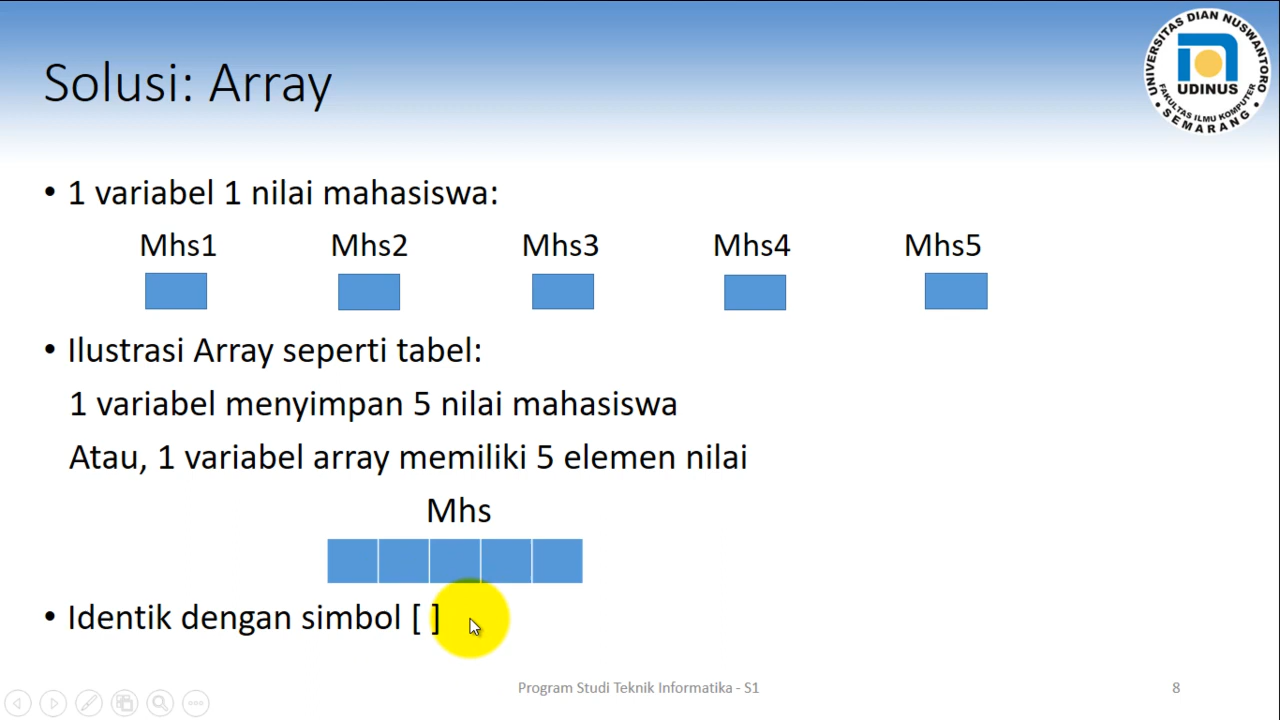 Solusi: Array
UNIVERSITAS DIAN NUSWANTORO
UDINUS
FAKULTAS ILMU KOMPUTER
• SEMARANG •
• 1 variabel 1 nilai mahasiswa:
Mhs1 Mhs2 Mhs3 Mhs4 Mhs5
• Ilustrasi Array seperti tabel:
1 variabel menyimpan 5 nilai mahasiswa
Atau, 1 variabel array memiliki 5 elemen nilai
Mhs
• Identik dengan simbol [ ]
Program Studi Teknik Informatika - S1
8